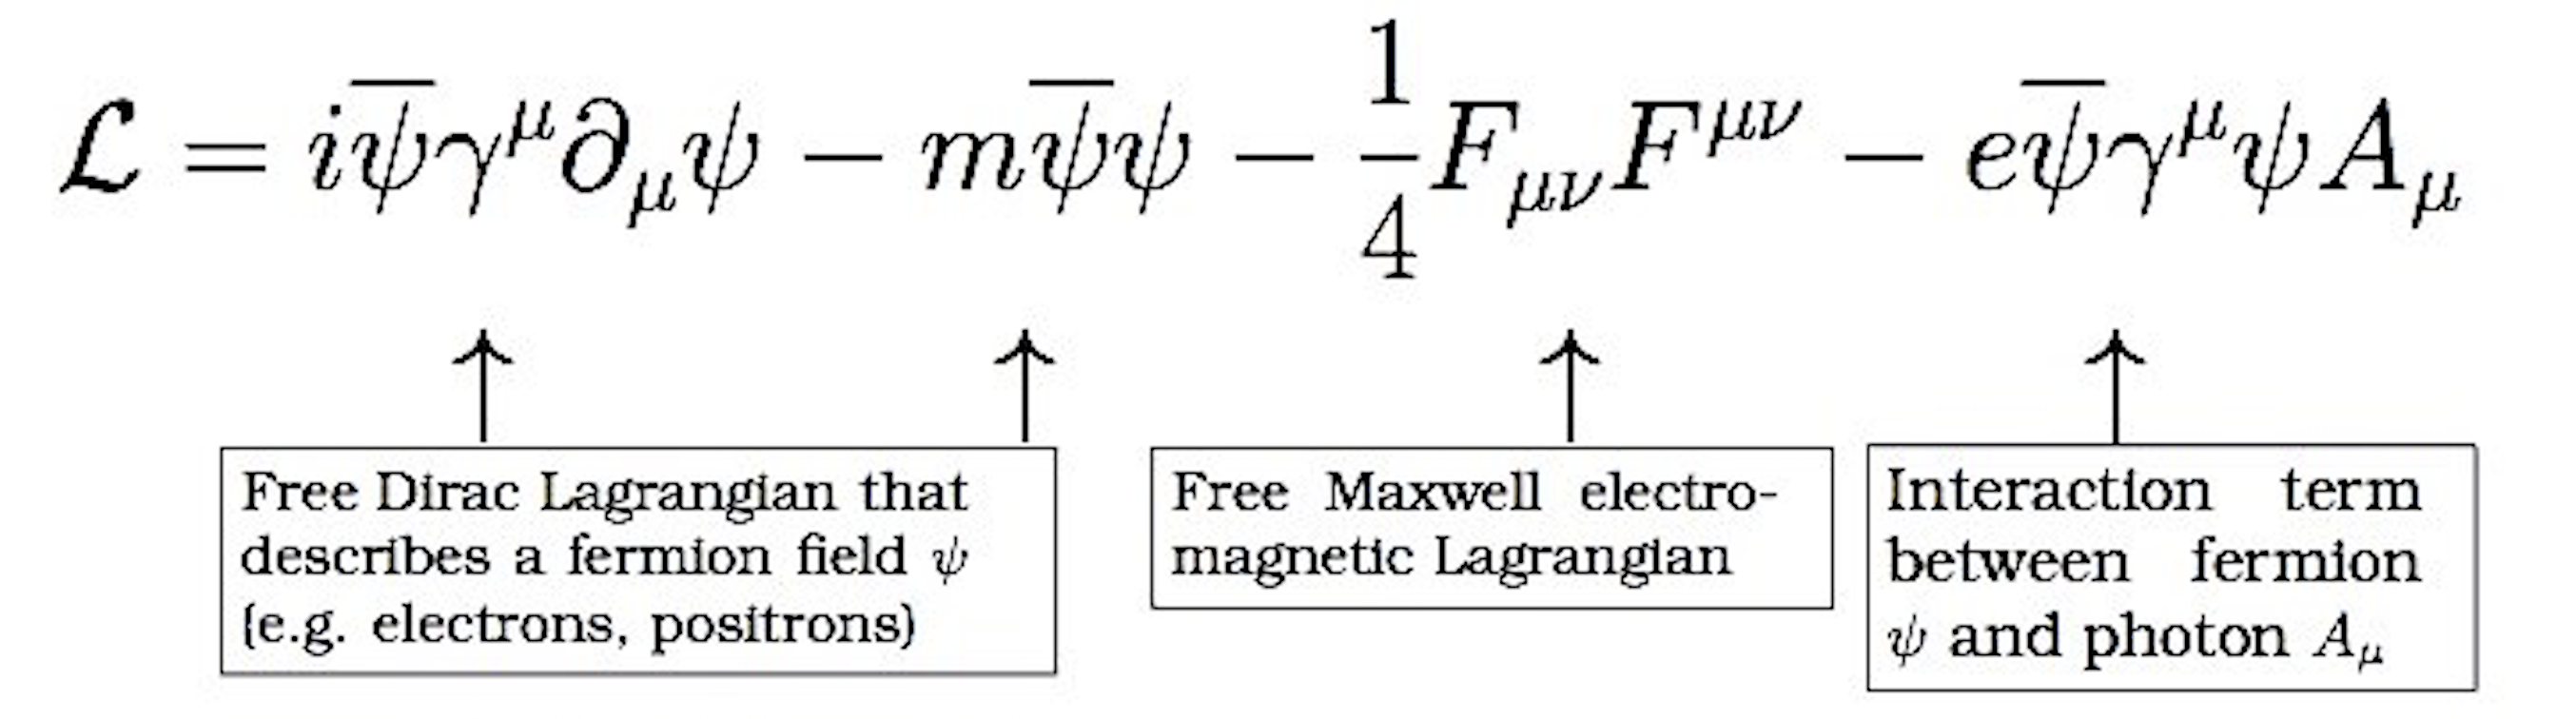 ℒ = iψ̅γ^μ∂_μψ − mψ̅ψ − 1/4 F_μνF^μν − eψ̅γ^μψA_μ
Free Dirac Lagrangian that
describes a fermion field ψ
(e.g. electrons, positrons)
Free Maxwell electro-
magnetic Lagrangian
Interaction term
between fermion
ψ and photon A_μ